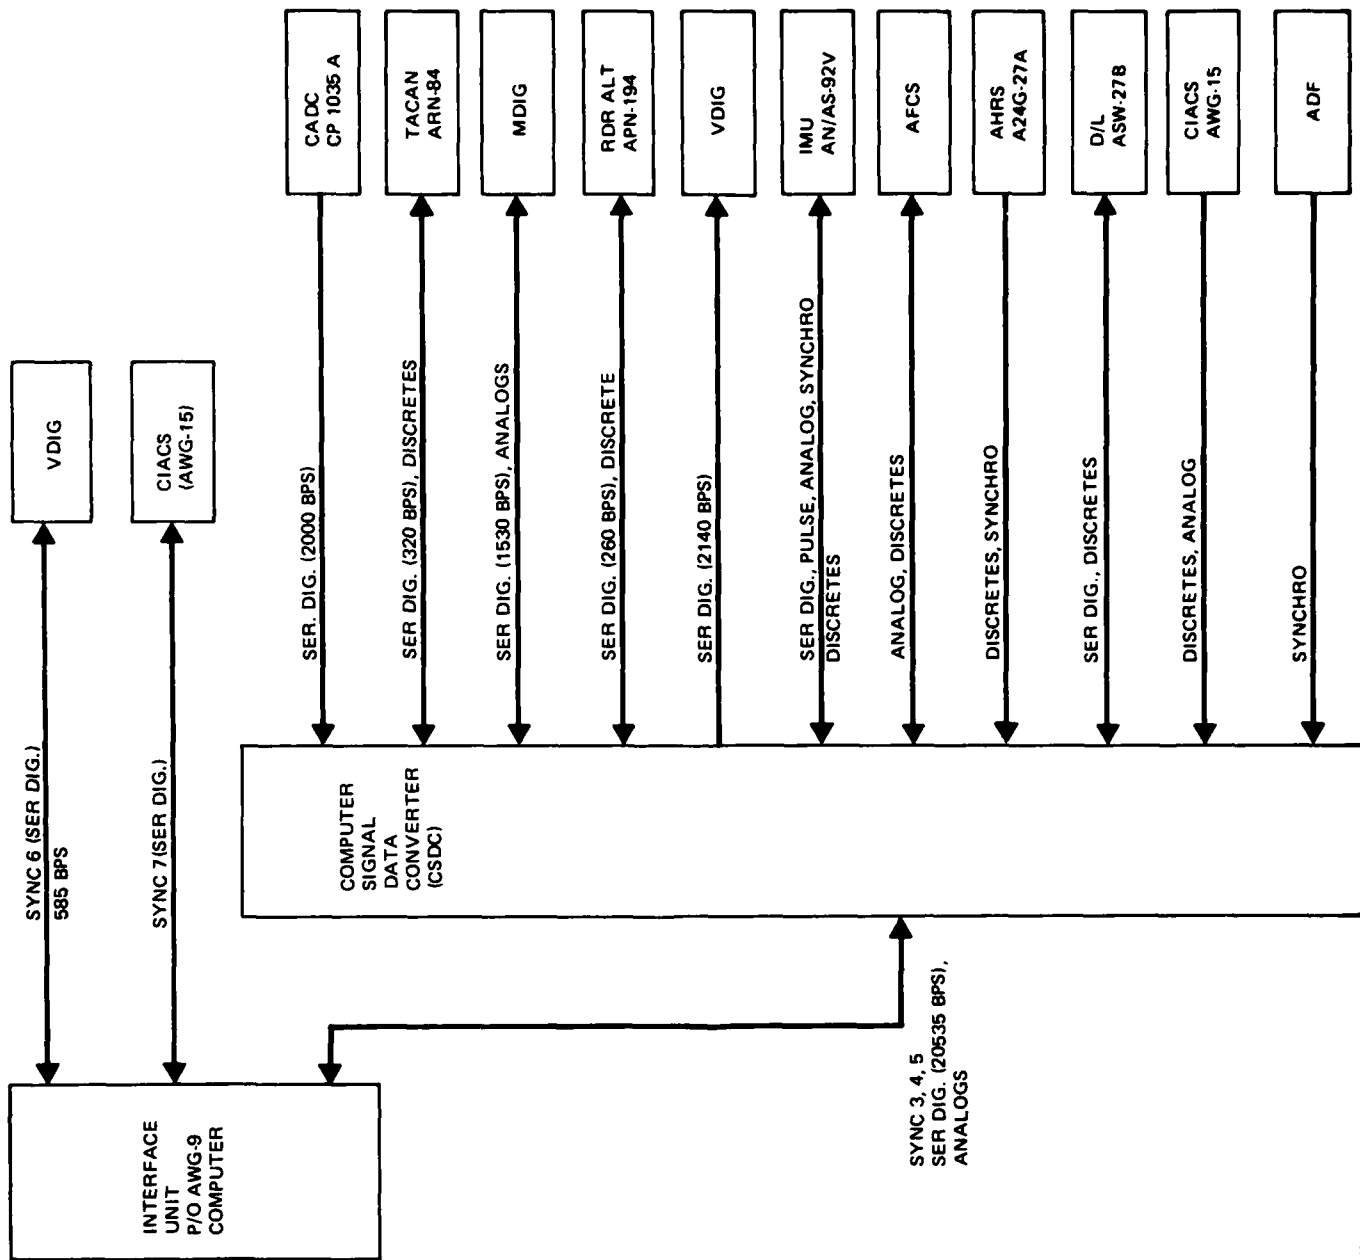 INTERFACE
UNIT
P/O AWG-9
COMPUTER
SYNC 6 (SER DIG.)
585 BPS
VDIG
SYNC 7(SER DIG.)
CIACS
(AWG-15)
SYNC 3, 4, 5
SER DIG. (20535 BPS),
ANALOGS
COMPUTER
SIGNAL
DATA
CONVERTER
(CSDC)
SER. DIG. (2000 BPS)
CADC
CP 1035 A
SER DIG. (320 BPS), DISCRETES
TACAN
ARN-84
SER DIG. (1530 BPS), ANALOGS
MDIG
SER DIG. (260 BPS), DISCRETE
RDR ALT
APN-194
SER DIG. (2140 BPS)
VDIG
SER DIG., PULSE, ANALOG, SYNCHRO
DISCRETES
IMU
AN/AS-92V
ANALOG, DISCRETES
AFCS
DISCRETES, SYNCHRO
AHRS
A24G-27A
SER DIG., DISCRETES
D/L
ASW-27B
DISCRETES, ANALOG
CIACS
AWG-15
SYNCHRO
ADF